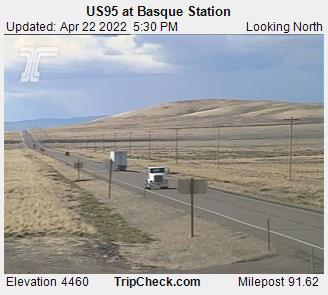 US95 at Basque Station
Updated: Apr 22 2022 5:30 PM Looking North
Elevation 4460 TripCheck.com Milepost 91.62